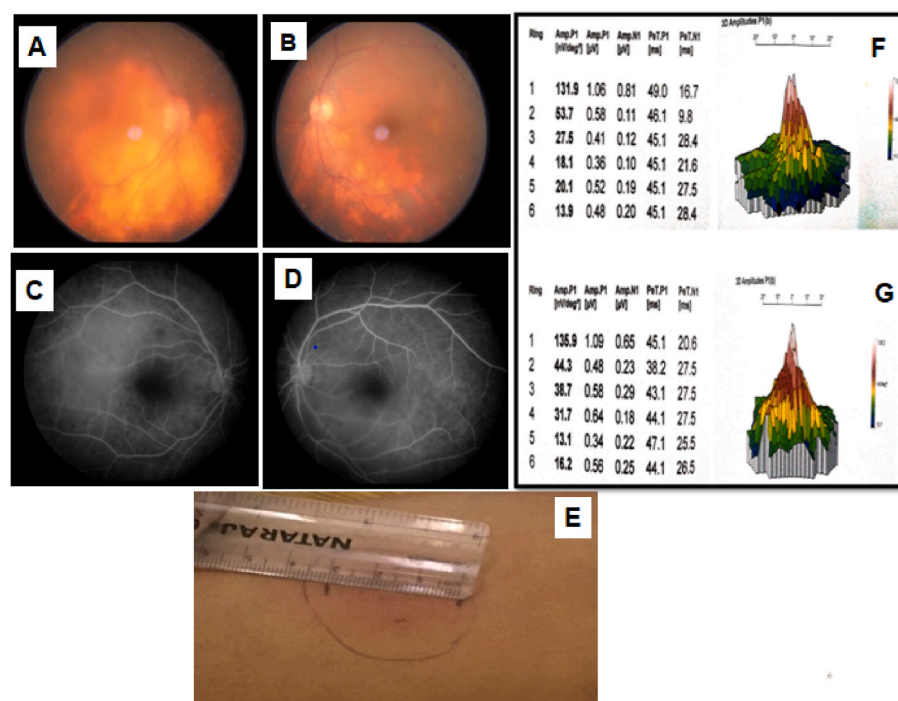 A
B
Ring Amp.P1 Amp.P1 Amp.N1 PeT.P1 PeT.N1
[nV/deg²] [µV] [µV] [ms] [ms]
1 131.9 1.06 0.81 49.0 16.7
2 53.7 0.58 0.11 46.1 9.8
3 27.5 0.41 0.12 45.1 28.4
4 18.1 0.36 0.10 45.1 21.6
5 20.1 0.52 0.19 45.1 27.5
6 13.9 0.48 0.20 45.1 28.4
3D Amplitudes P1(b)
F
C
D
Ring Amp.P1 Amp.P1 Amp.N1 PeT.P1 PeT.N1
[nV/deg²] [µV] [µV] [ms] [ms]
1 135.9 1.09 0.65 45.1 20.6
2 44.3 0.48 0.23 38.2 27.5
3 38.7 0.58 0.29 43.1 27.5
4 31.7 0.64 0.18 44.1 27.5
5 13.1 0.34 0.22 47.1 25.5
6 16.2 0.56 0.25 44.1 26.5
3D Amplitudes P1(b)
G
E
NATARAJ
6